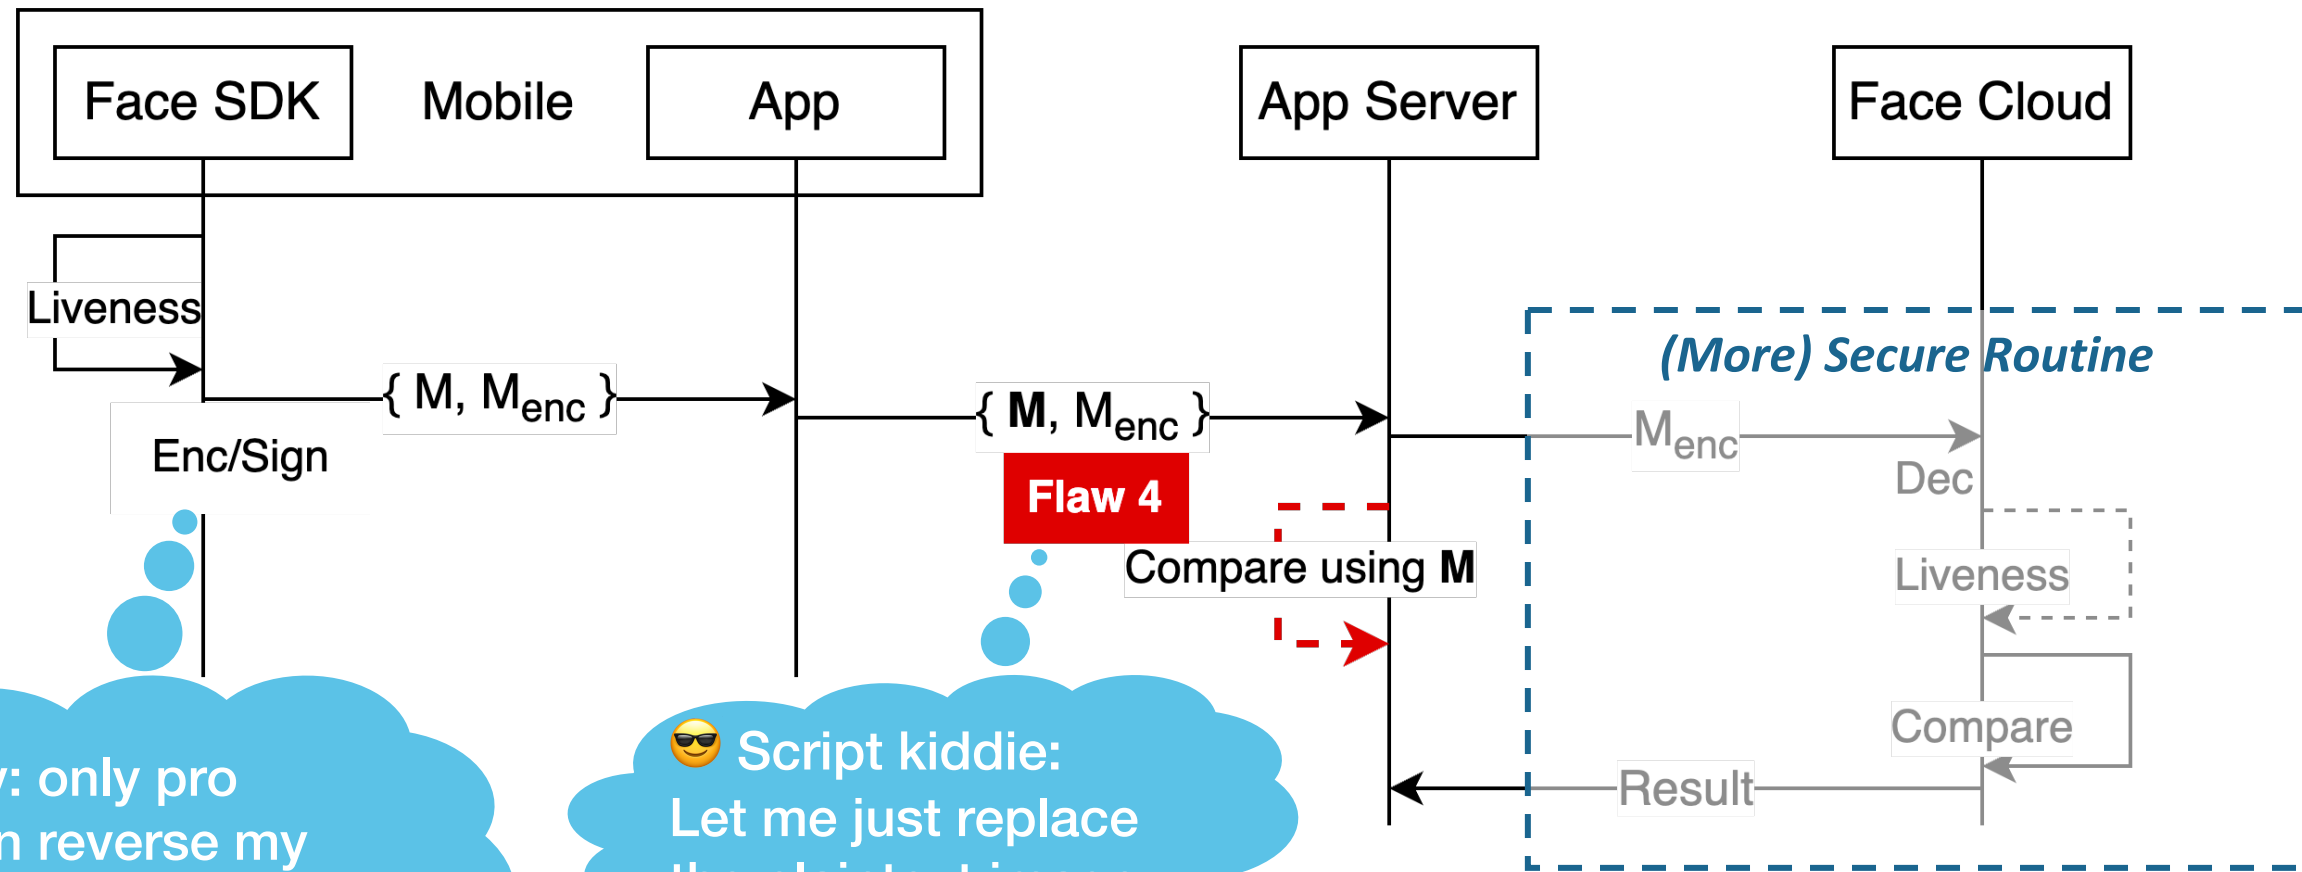 Face SDK
Mobile
App
App Server
Face Cloud
Liveness
(More) Secure Routine
{ M, Menc }
{ M, Menc }
Menc
Enc/Sign
Dec
Flaw 4
Compare using M
Liveness
Compare
Result
only pro
reverse my
😎 Script kiddie:
Let me just replace